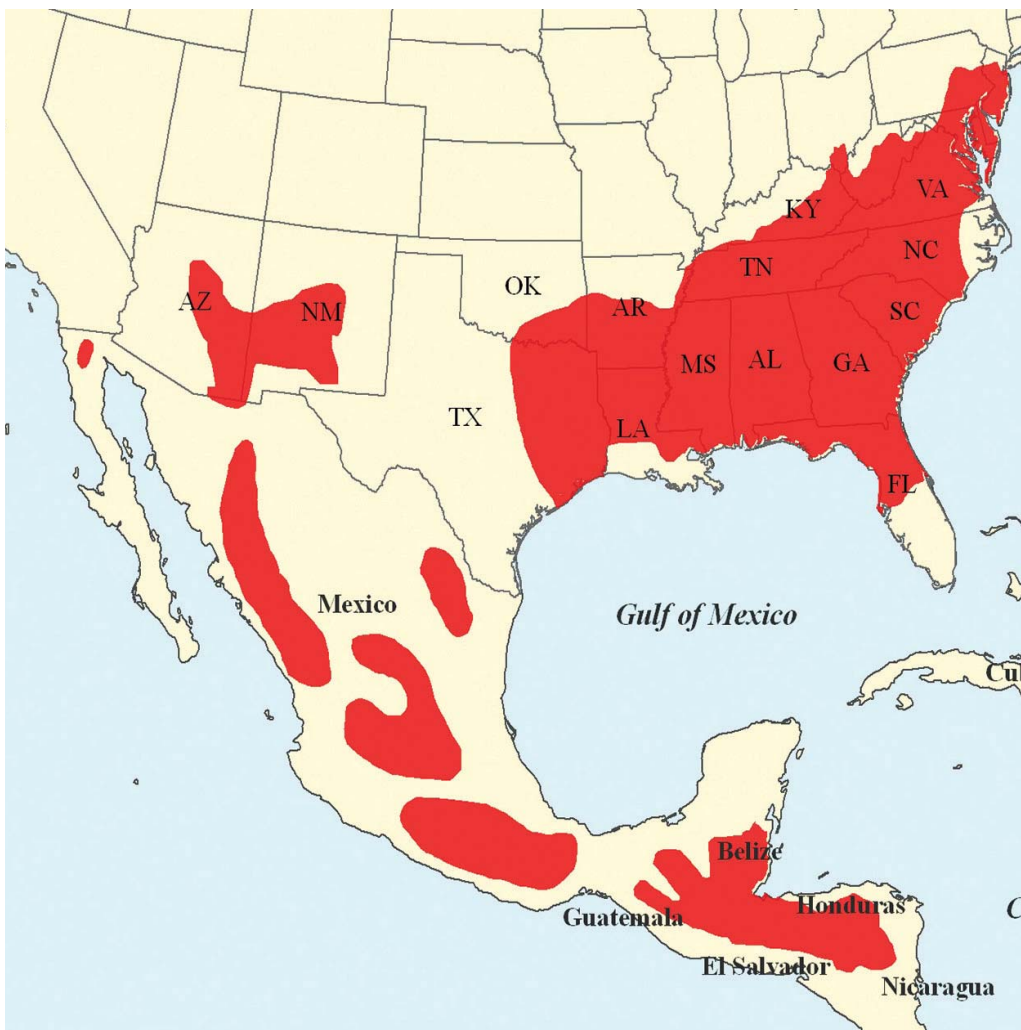 VA
KY
NC
TN
OK
AZ
NM
AR
SC
MS
AL
GA
TX
LA
FL
Mexico
Gulf of Mexico
Belize
Honduras
Guatemala
El Salvador
Nicaragua